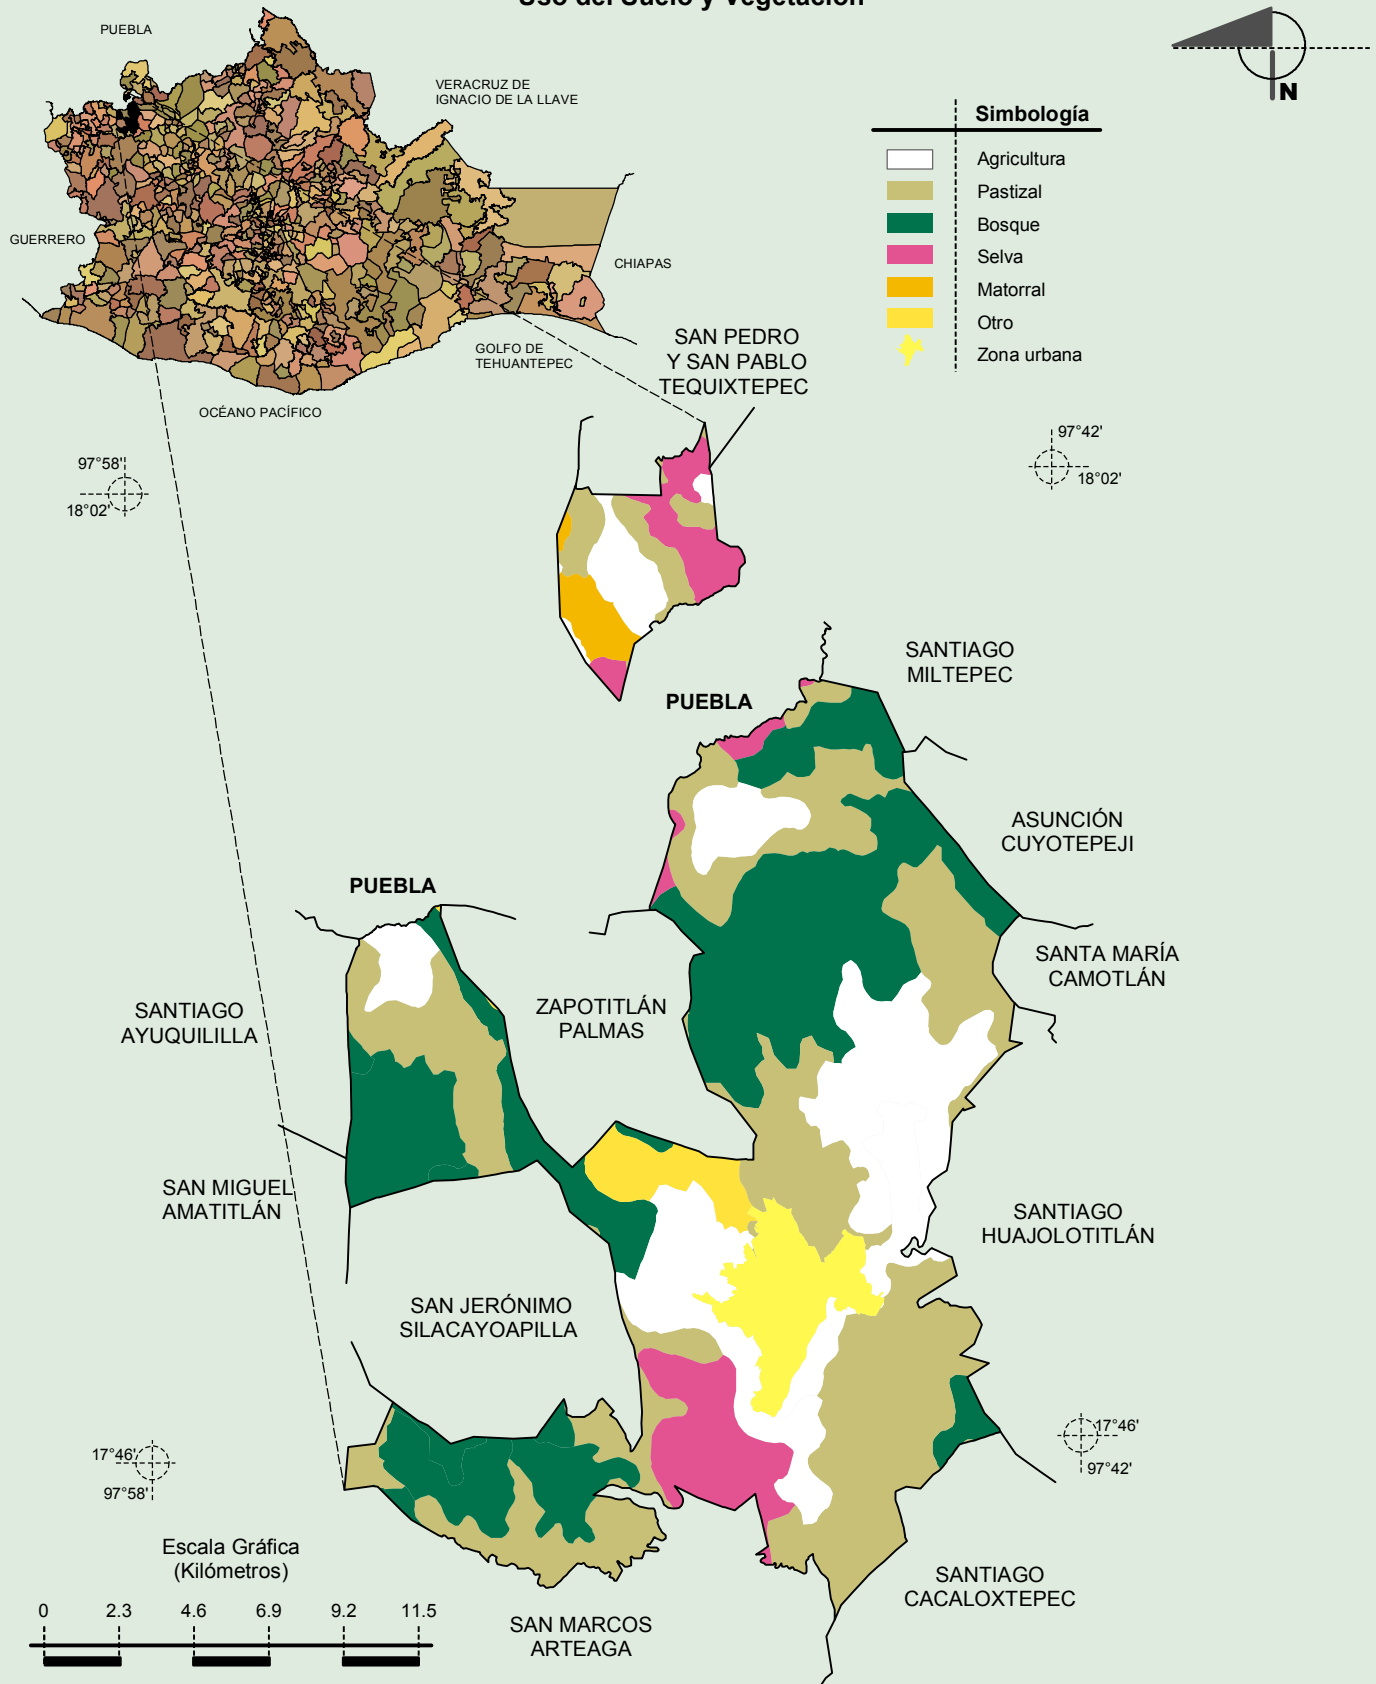 Uso del Suelo y Vegetación
PUEBLA
VERACRUZ DE
IGNACIO DE LA LLAVE
GUERRERO
CHIAPAS
GOLFO DE
TEHUANTEPEC
OCÉANO PACÍFICO
N
Simbología
Agricultura
Pastizal
Bosque
Selva
Matorral
Otro
Zona urbana
SAN PEDRO
Y SAN PABLO
TEQUIXTEPEC
97°58'
18°02'
97°42'
18°02'
PUEBLA
SANTIAGO
MILTEPEC
ASUNCIÓN
CUYOTEPEJI
PUEBLA
SANTA MARÍA
CAMOTLÁN
SANTIAGO
AYUQUILILLA
ZAPOTITLÁN
PALMAS
SAN MIGUEL
AMATITLÁN
SANTIAGO
HUAJOLOTITLÁN
SAN JERÓNIMO
SILACAYOAPILLA
17°46'
97°58'
17°46'
97°42'
Escala Gráfica
(Kilómetros)
0 2.3 4.6 6.9 9.2 11.5
SANTIAGO
CACALOXTEPEC
SAN MARCOS
ARTEAGA